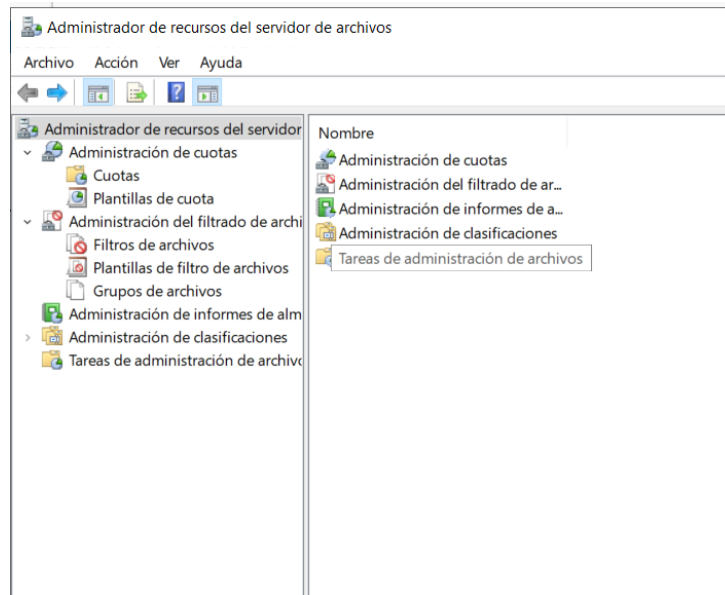 Administrador de recursos del servidor de archivos
Archivo Acción Ver Ayuda
Administrador de recursos del servidor
Administración de cuotas
Cuotas
Plantillas de cuota
Administración del filtrado de archi
Filtros de archivos
Plantillas de filtro de archivos
Grupos de archivos
Administración de informes de alm
Administración de clasificaciones
Tareas de administración de archivo
Nombre
Administración de cuotas
Administración del filtrado de ar...
Administración de informes de a...
Administración de clasificaciones
Tareas de administración de archivos